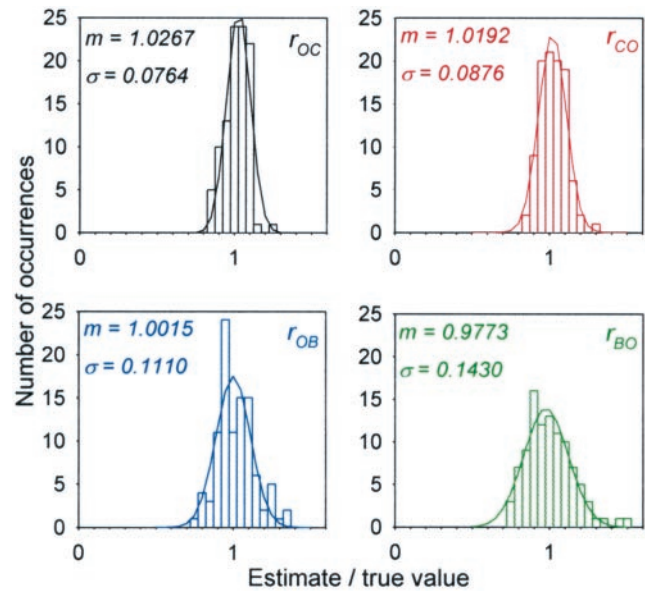 Number of occurrences
25
20
15
10
5
0
m = 1.0267
σ = 0.0764
r_OC
0
1
25
20
15
10
5
0
m = 1.0192
σ = 0.0876
r_CO
0
1
25
20
15
10
5
0
m = 1.0015
σ = 0.1110
r_OB
0
1
25
20
15
10
5
0
m = 0.9773
σ = 0.1430
r_BO
0
1
Estimate / true value